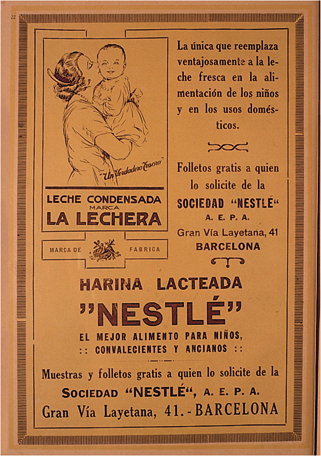 "Un Verdadero Tesoro"
LECHE CONDENSADA
MARCA
LA LECHERA
MARCA DE FABRICA
La única que reemplaza
ventajosamente a la le-
che fresca en la ali-
mentación de los niños
y en los usos domés-
ticos.
Folletos gratis a quien
lo solicite de la
SOCIEDAD "NESTLÉ"
A. E. P. A.
Gran Vía Layetana, 41
BARCELONA
HARINA LACTEADA
"NESTLÉ"
EL MEJOR ALIMENTO PARA NIÑOS,
:: CONVALECIENTES Y ANCIANOS ::
Muestras y folletos gratis a quien lo solicite de la
SOCIEDAD "NESTLÉ", A. E. P. A.
Gran Vía Layetana, 41.-BARCELONA